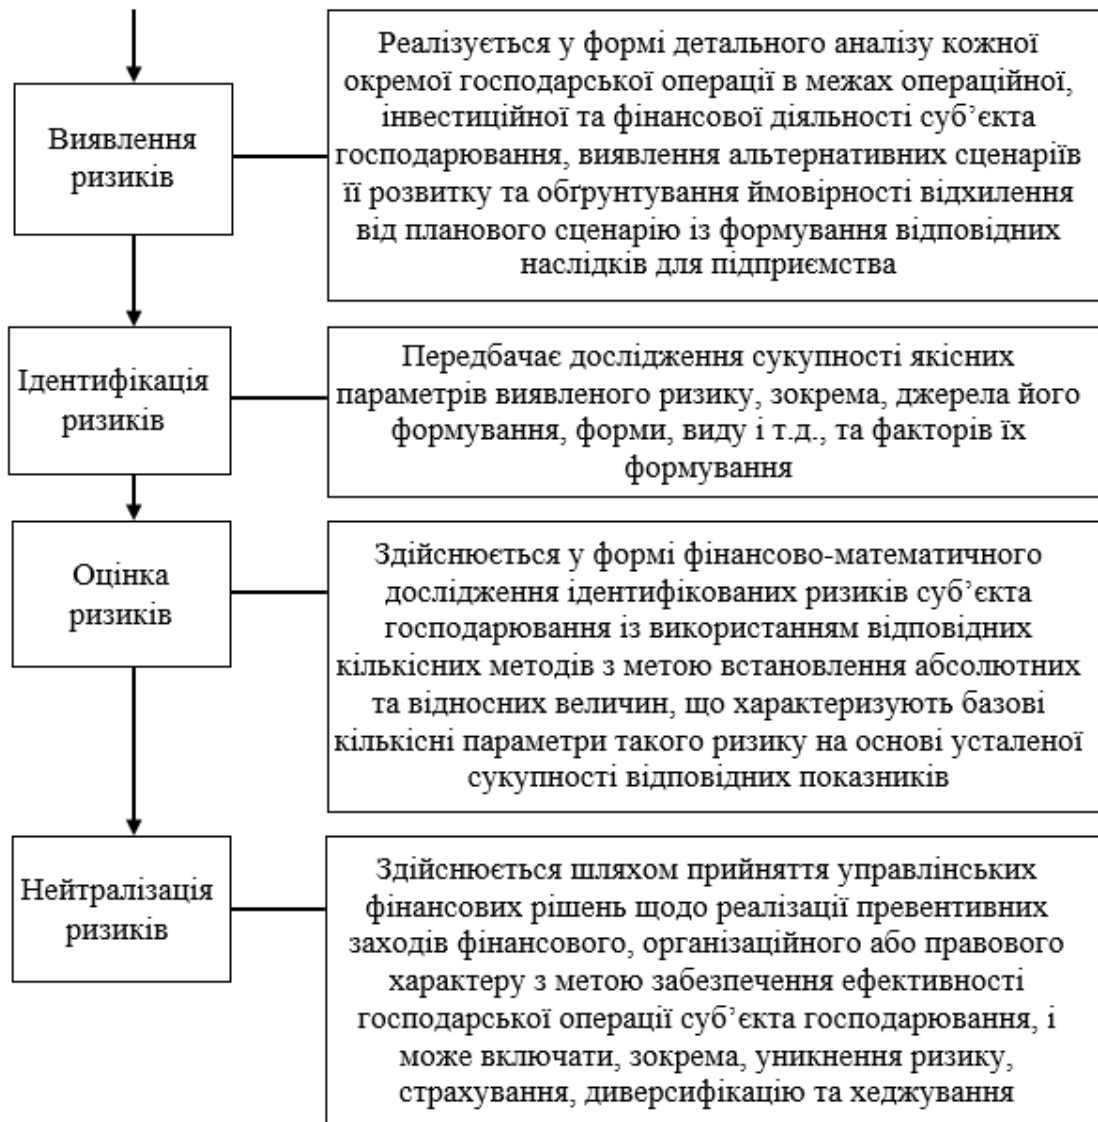 Виявлення
ризиків
Реалізується у формі детального аналізу кожної
окремої господарської операції в межах операційної,
інвестиційної та фінансової діяльності суб’єкта
господарювання, виявлення альтернативних сценаріїв
її розвитку та обґрунтування ймовірності відхилення
від планового сценарію із формування відповідних
наслідків для підприємства
Ідентифікація
ризиків
Передбачає дослідження сукупності якісних
параметрів виявленого ризику, зокрема, джерела його
формування, форми, виду і т.д., та факторів їх
формування
Оцінка
ризиків
Здійснюється у формі фінансово-математичного
дослідження ідентифікованих ризиків суб’єкта
господарювання із використанням відповідних
кількісних методів з метою встановлення абсолютних
та відносних величин, що характеризують базові
кількісні параметри такого ризику на основі усталеної
сукупності відповідних показників
Нейтралізація
ризиків
Здійснюється шляхом прийняття управлінських
фінансових рішень щодо реалізації превентивних
заходів фінансового, організаційного або правового
характеру з метою забезпечення ефективності
господарської операції суб’єкта господарювання, і
може включати, зокрема, уникнення ризику,
страхування, диверсифікацію та хеджування